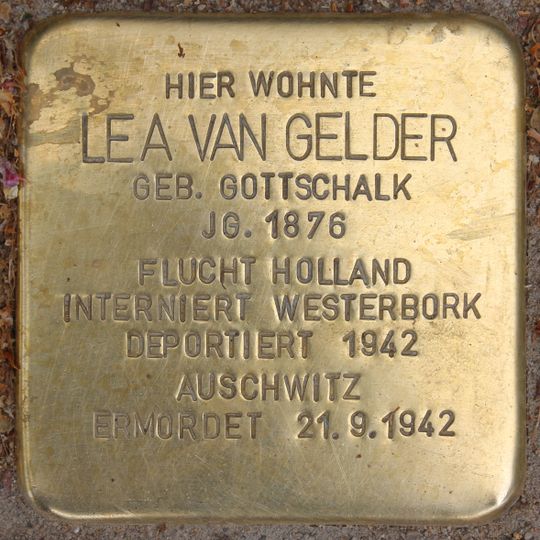 HIER WOHNTE
LEA VAN GELDER
GEB. GOTTSCHALK
JG. 1876
FLUCHT HOLLAND
INTERNIERT WESTERBORK
DEPORTIERT 1942
AUSCHWITZ
ERMORDET 21.9.1942